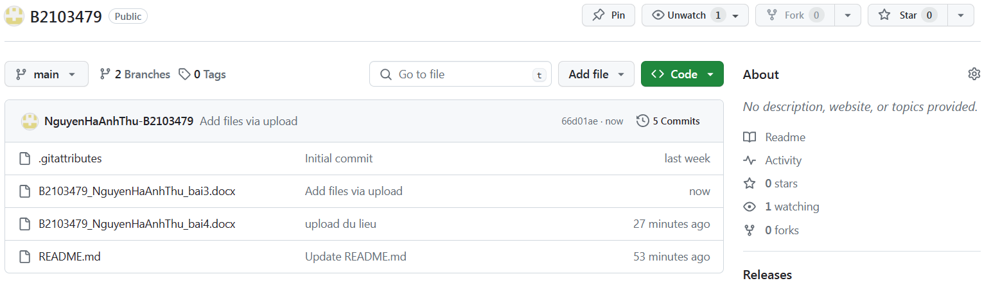 B2103479 Public Pin Unwatch 1 Fork 0 Star 0
main 2 Branches 0 Tags Go to file t Add file Code
NguyenHaAnhThu-B2103479 Add files via upload 66d01ae · now 5 Commits
.gitattributes Initial commit last week
B2103479_NguyenHaAnhThu_bai3.docx Add files via upload now
B2103479_NguyenHaAnhThu_bai4.docx upload du lieu 27 minutes ago
README.md Update README.md 53 minutes ago
About
No description, website, or topics provided.
Readme
Activity
0 stars
1 watching
0 forks
Releases